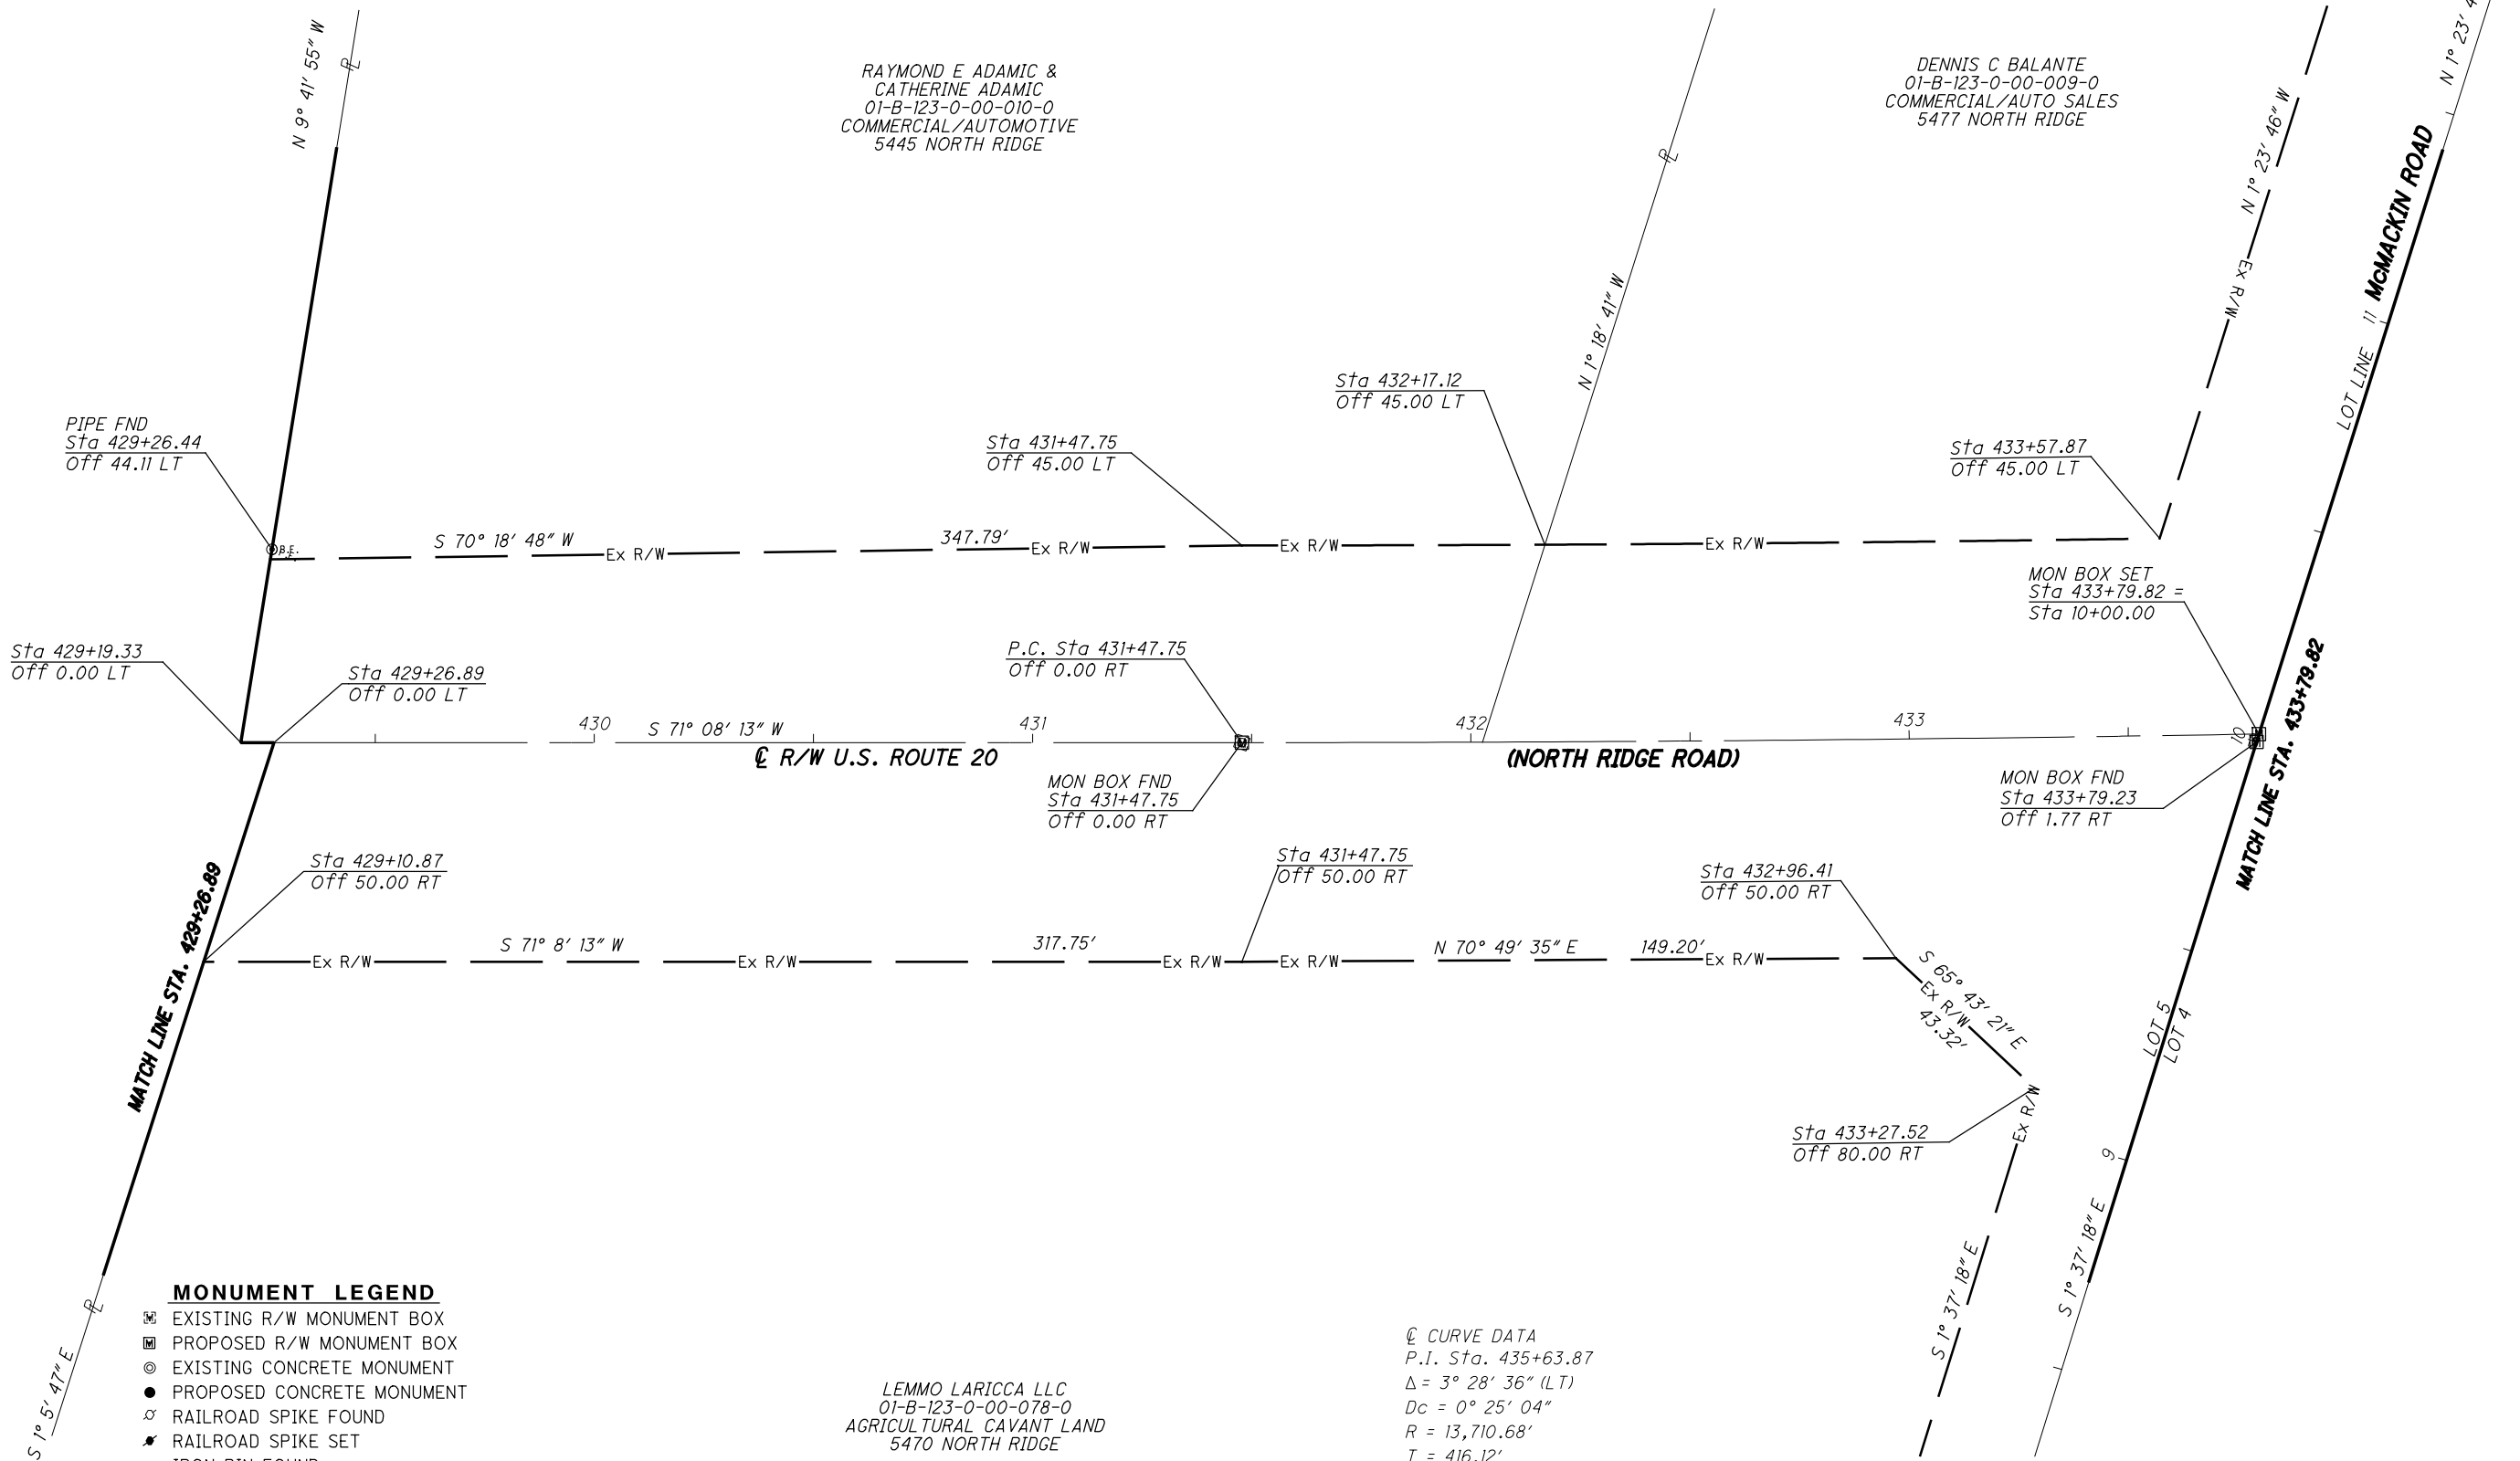 N 9° 41' 55" W
PL
RAYMOND E ADAMIC &
CATHERINE ADAMIC
01-B-123-0-00-010-0
COMMERCIAL/AUTOMOTIVE
5445 NORTH RIDGE
DENNIS C BALANTE
01-B-123-0-00-009-0
COMMERCIAL/AUTO SALES
5477 NORTH RIDGE
PL
N 1° 18' 41" W
N 1° 23' 46" W
Ex R/W
N 1° 23' 4
McMACKIN ROAD
11
LOT LINE
PIPE FND
Sta 429+26.44
Off 44.11 LT
B.E.
Sta 431+47.75
Off 45.00 LT
Sta 432+17.12
Off 45.00 LT
Sta 433+57.87
Off 45.00 LT
S 70° 18' 48" W
347.79'
Ex R/W
Ex R/W
Ex R/W
Ex R/W
MON BOX SET
Sta 433+79.82 =
Sta 10+00.00
Sta 429+19.33
Off 0.00 LT
Sta 429+26.89
Off 0.00 LT
P.C. Sta 431+47.75
Off 0.00 RT
430
S 71° 08' 13" W
431
432
433
10
CL R/W U.S. ROUTE 20
(NORTH RIDGE ROAD)
MON BOX FND
Sta 431+47.75
Off 0.00 RT
MON BOX FND
Sta 433+79.23
Off 1.77 RT
MATCH LINE STA. 433+79.82
MATCH LINE STA. 429+26.89
Sta 429+10.87
Off 50.00 RT
Sta 431+47.75
Off 50.00 RT
Sta 432+96.41
Off 50.00 RT
S 71° 8' 13" W
317.75'
N 70° 49' 35" E
149.20'
Ex R/W
Ex R/W
Ex R/W
Ex R/W
Ex R/W
S 65° 43' 21" E
Ex R/W
43.32'
LOT 5
LOT 4
Ex R/W
Sta 433+27.52
Off 80.00 RT
9
S 1° 37' 18" E
S 1° 37' 18" E
PL
S 1° 5' 47" E
MONUMENT LEGEND
EXISTING R/W MONUMENT BOX
PROPOSED R/W MONUMENT BOX
EXISTING CONCRETE MONUMENT
PROPOSED CONCRETE MONUMENT
RAILROAD SPIKE FOUND
RAILROAD SPIKE SET
IRON PIN FOUND
LEMMO LARICCA LLC
01-B-123-0-00-078-0
AGRICULTURAL CAVANT LAND
5470 NORTH RIDGE
CL CURVE DATA
P.I. Sta. 435+63.87
Δ = 3° 28' 36" (LT)
Dc = 0° 25' 04"
R = 13,710.68'
T = 416.12'